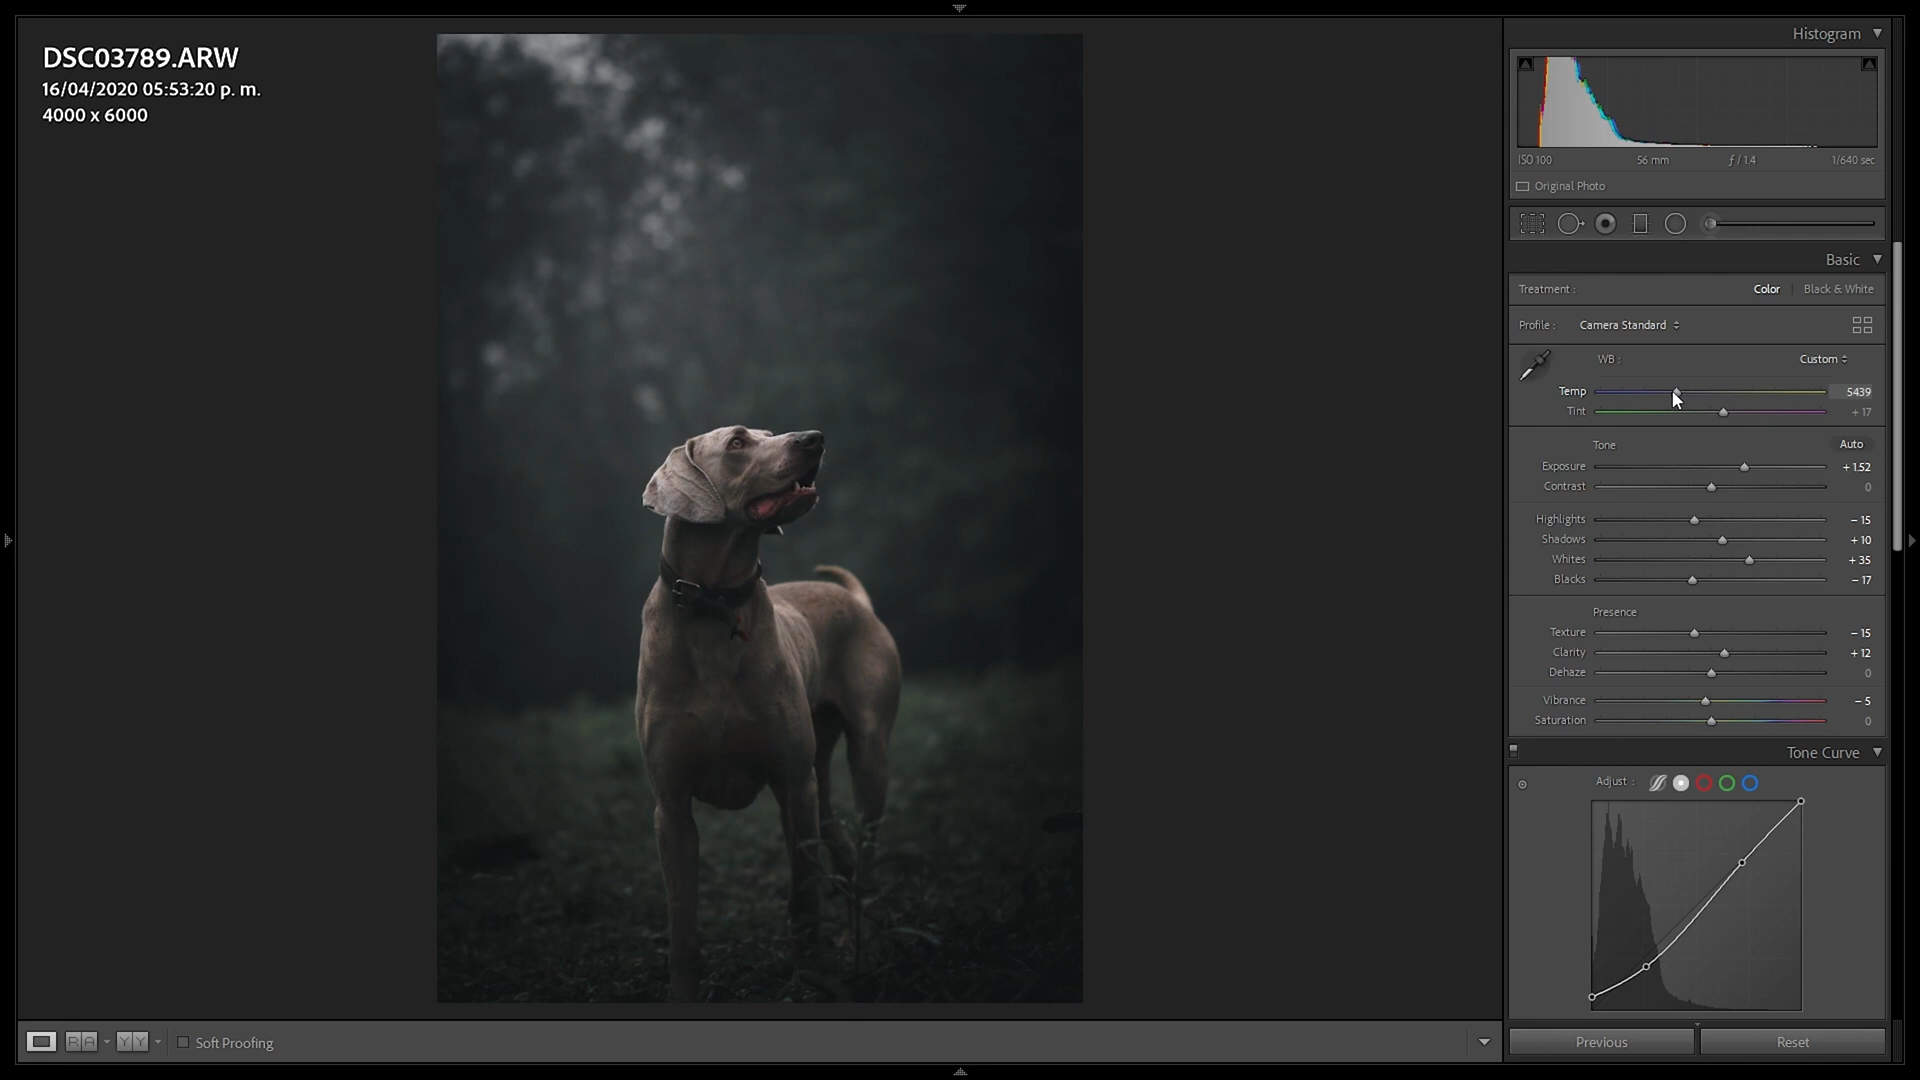 DSC03789.ARW
16/04/2020 05:53:20 p. m.
4000 x 6000
Histogram
ISO 100 56 mm ƒ / 1.4 1/640 sec
Original Photo
Basic
Treatment : Color Black & White
Profile : Camera Standard
WB : Custom
Temp 5439
Tint + 17
Tone Auto
Exposure + 1.52
Contrast 0
Highlights − 15
Shadows + 10
Whites + 35
Blacks − 17
Presence
Texture − 15
Clarity + 12
Dehaze 0
Vibrance − 5
Saturation 0
Tone Curve
Adjust :
R A Y Y Soft Proofing
Previous Reset